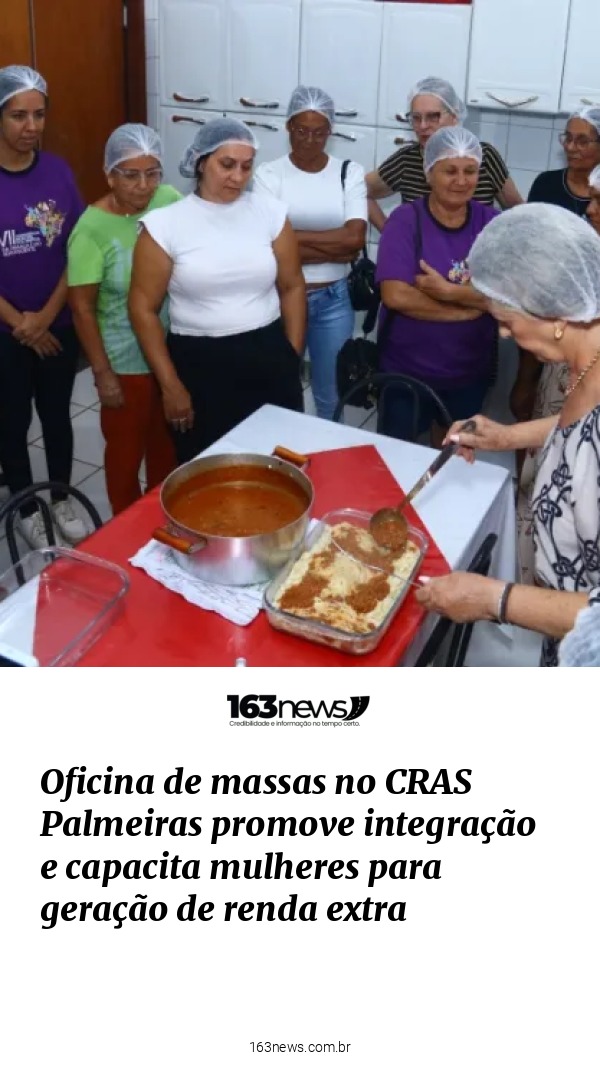 VII
163news
Credibilidade e informação no tempo certo.
Oficina de massas no CRAS
Palmeiras promove integração
e capacita mulheres para
geração de renda extra
163news.com.br